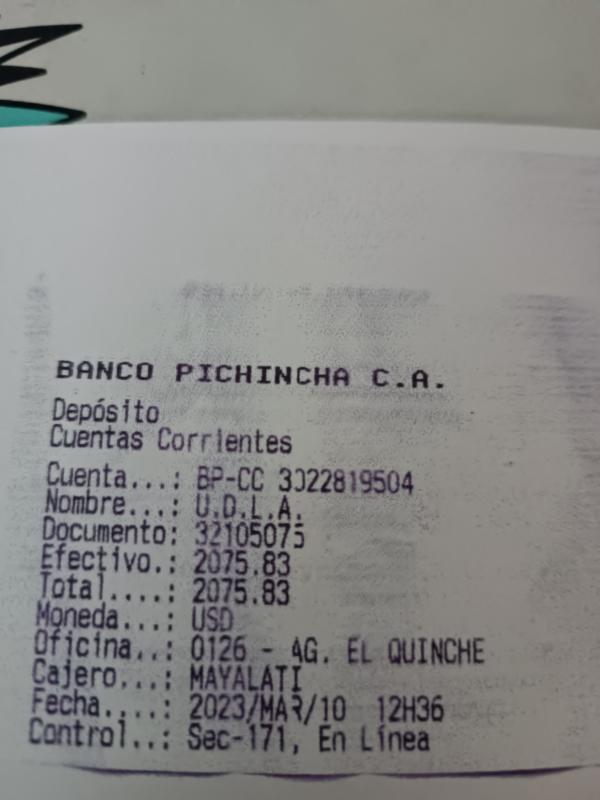 BANCO PICHINCHA C.A.
Depósito
Cuentas Corrientes
Cuenta...: BP-CC 3022819504
Nombre...: U.D.L.A.
Documento: 32105075
Efectivo.: 2075.83
Total....: 2075.83
Moneda...: USD
Oficina..: 0126 - AG. EL QUINCHE
Cajero...: MAYALATI
Fecha....: 2023/MAR/10 12H36
Control..: Sec-171, En Línea